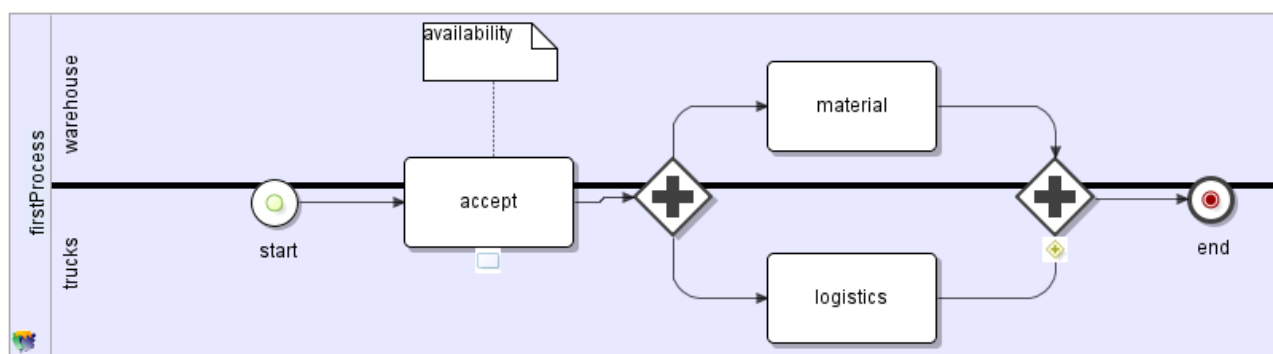 firstProcess
warehouse
trucks
availability
start
accept
material
logistics
end